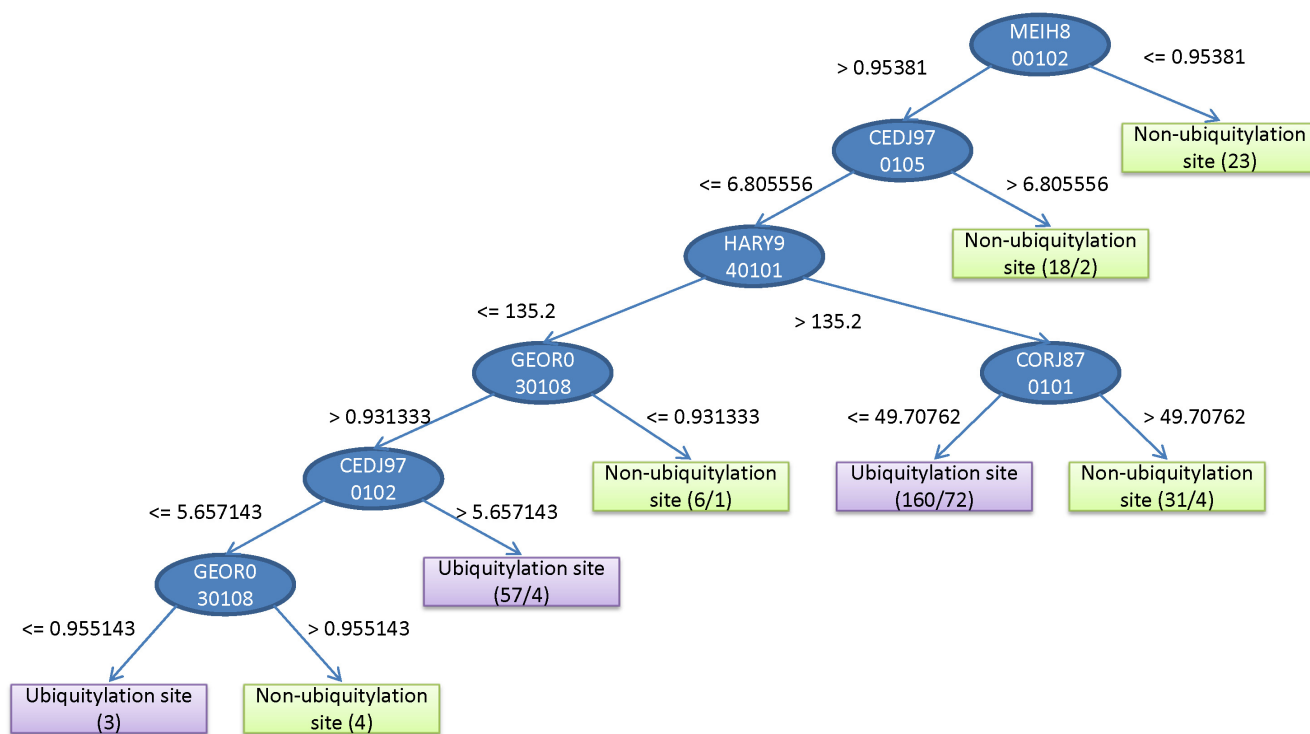 MEIH8
00102
<= 0.95381
> 0.95381
CEDJ97
0105
Non-ubiquitylation
site (23)
<= 6.805556
> 6.805556
HARY9
40101
Non-ubiquitylation
site (18/2)
<= 135.2
> 135.2
GEOR0
30108
CORJ87
0101
> 0.931333
<= 0.931333
<= 49.70762
> 49.70762
CEDJ97
0102
Non-ubiquitylation
site (6/1)
Ubiquitylation site
(160/72)
Non-ubiquitylation
site (31/4)
<= 5.657143
> 5.657143
GEOR0
30108
Ubiquitylation site
(57/4)
<= 0.955143
> 0.955143
Ubiquitylation site
(3)
Non-ubiquitylation
site (4)